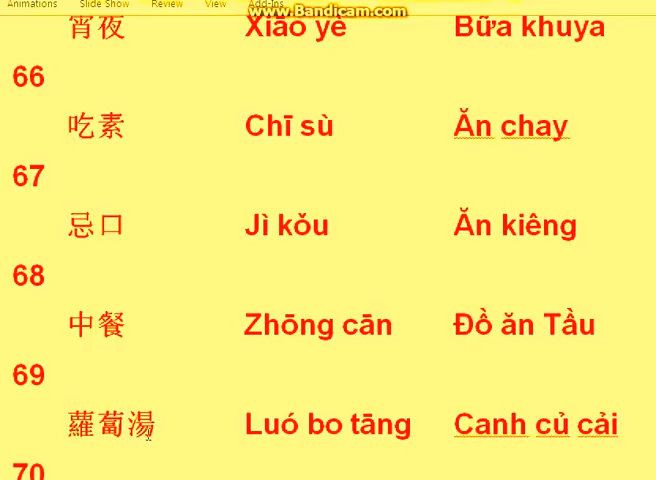 Animations Slide Show Review View Add-Ins
www.Bandicam.com
宵夜 Xiāo yè Bữa khuya
66
吃素 Chī sù Ăn chay
67
忌口 Jì kǒu Ăn kiêng
68
中餐 Zhōng cān Đồ ăn Tầu
69
蘿蔔湯 Luó bo tāng Canh củ cải
70